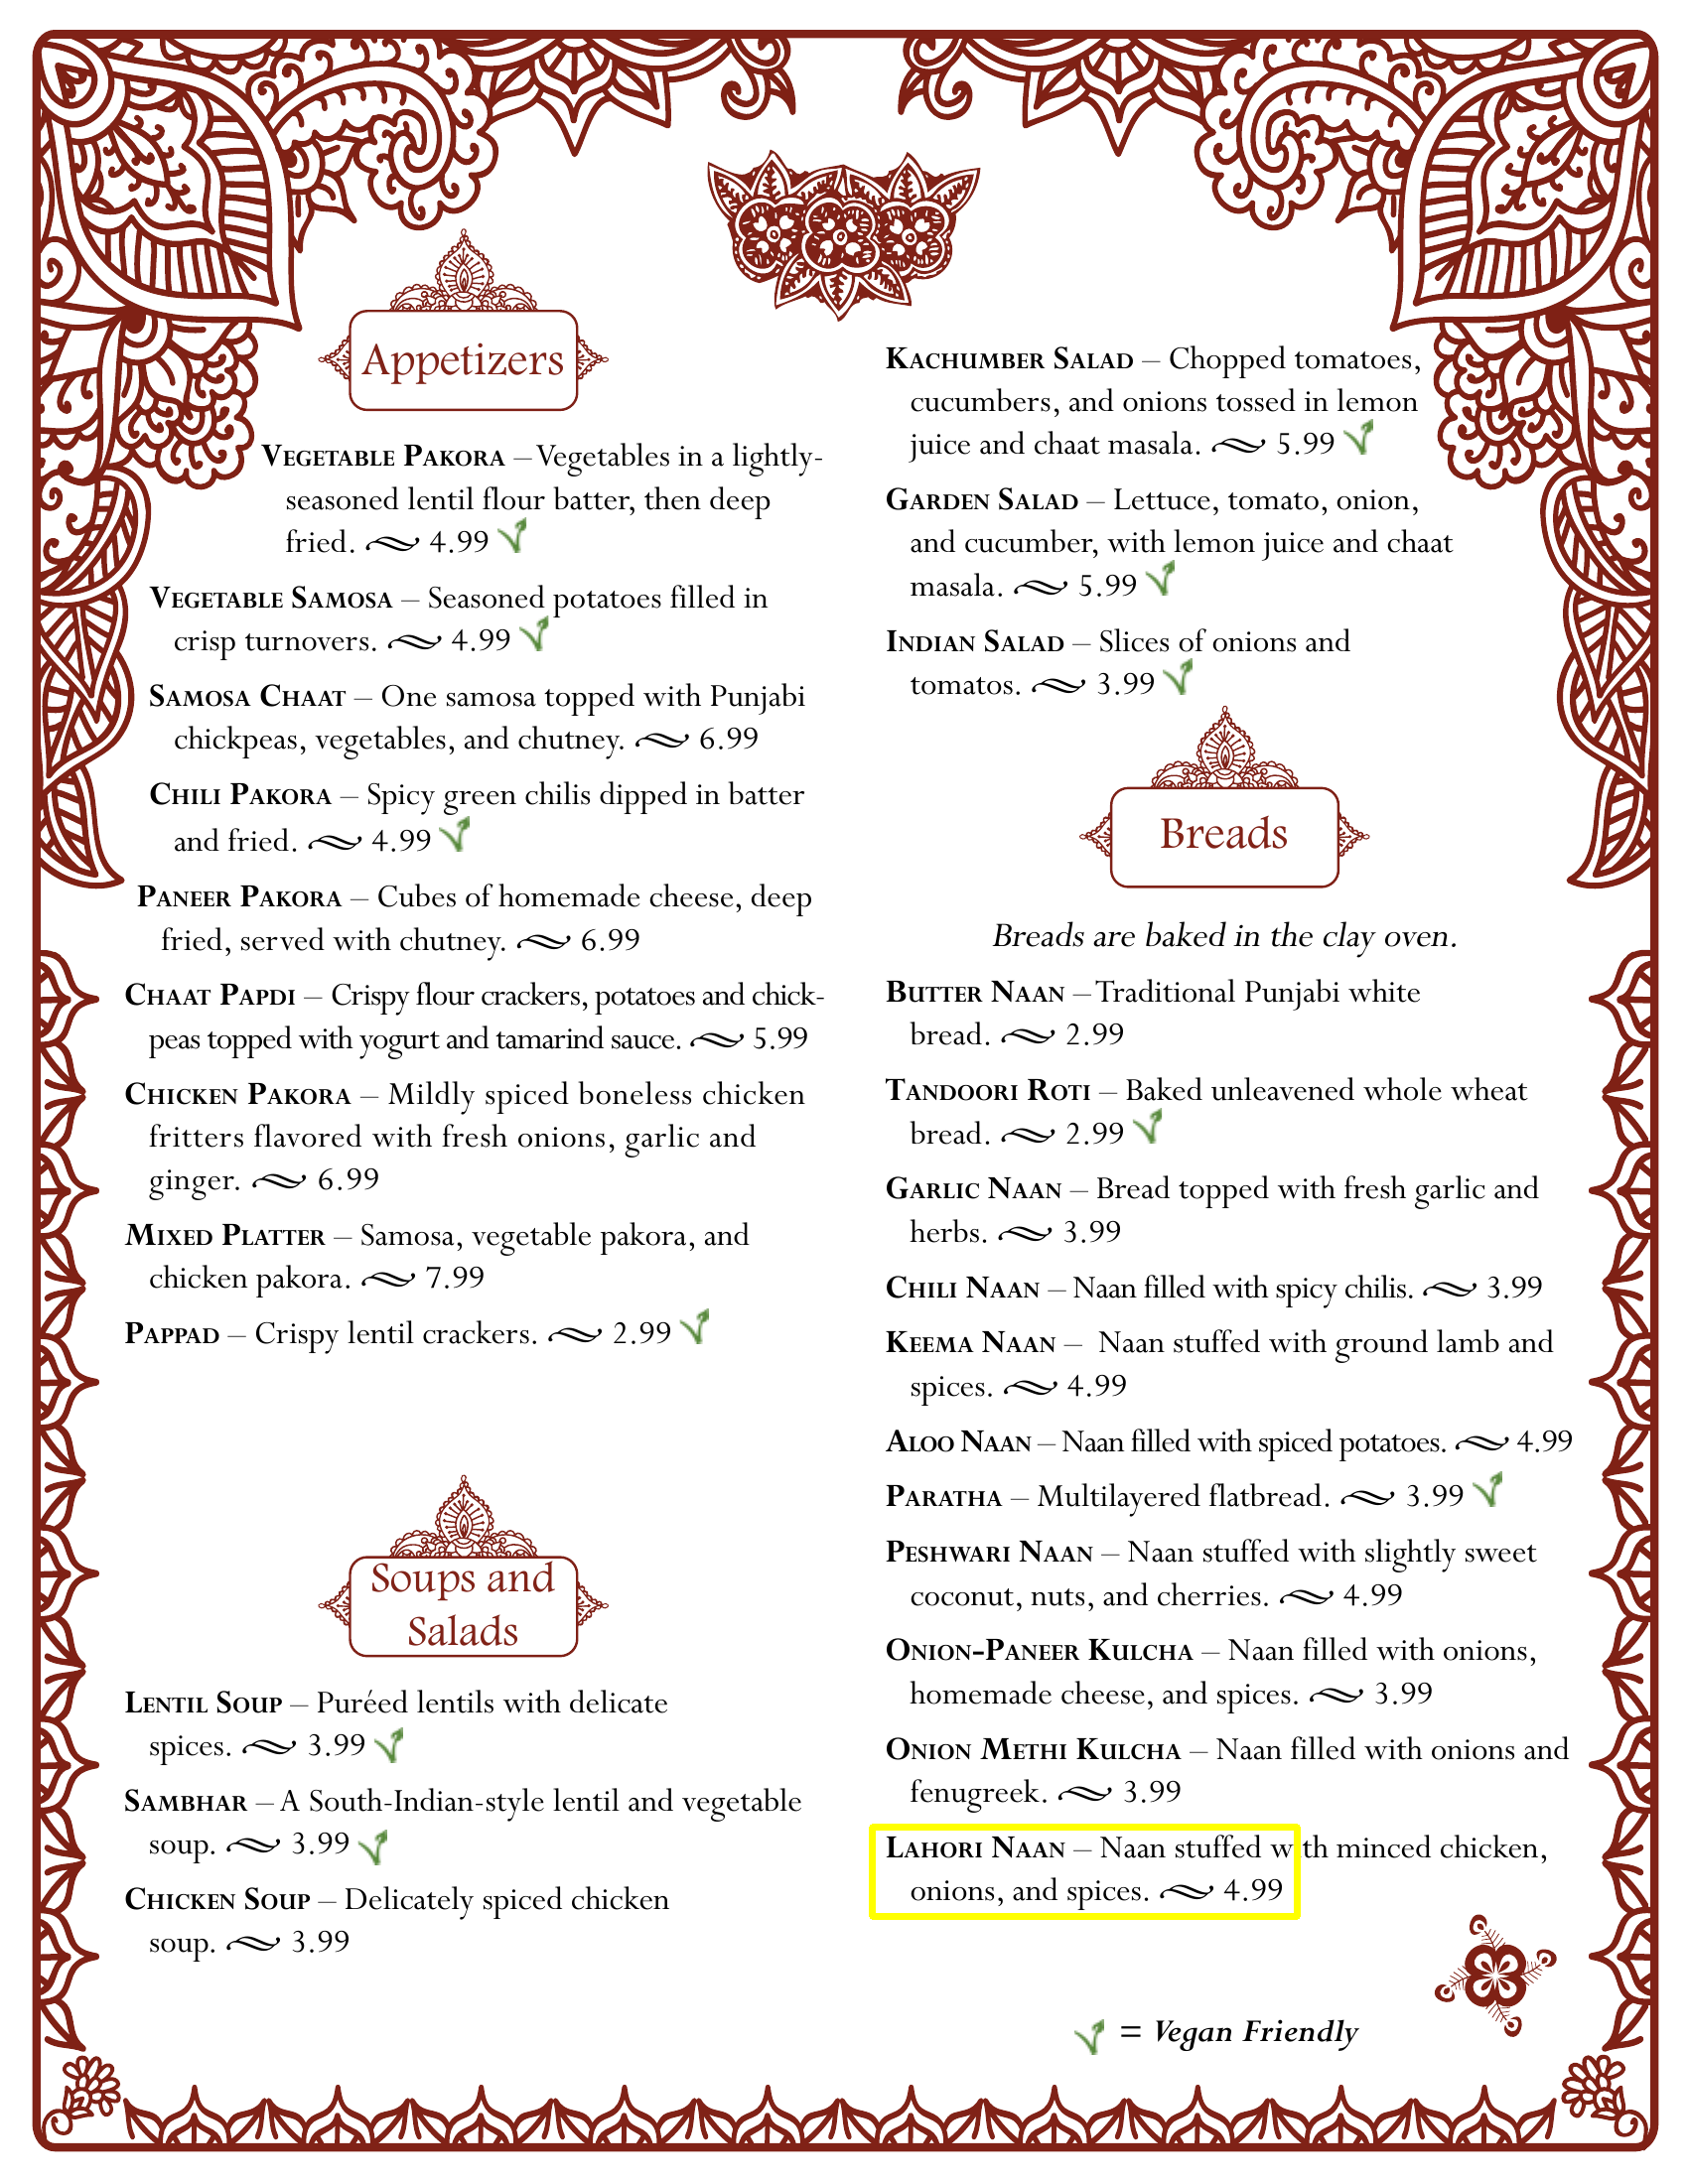 Appetizers
Vegetable Pakora – Vegetables in a lightly-
seasoned lentil flour batter, then deep
fried. 4.99
Vegetable Samosa – Seasoned potatoes filled in
crisp turnovers. 4.99
Samosa Chaat – One samosa topped with Punjabi
chickpeas, vegetables, and chutney. 6.99
Chili Pakora – Spicy green chilis dipped in batter
and fried. 4.99
Paneer Pakora – Cubes of homemade cheese, deep
fried, served with chutney. 6.99
Chaat Papdi – Crispy flour crackers, potatoes and chick-
peas topped with yogurt and tamarind sauce. 5.99
Chicken Pakora – Mildly spiced boneless chicken
fritters flavored with fresh onions, garlic and
ginger. 6.99
Mixed Platter – Samosa, vegetable pakora, and
chicken pakora. 7.99
Pappad – Crispy lentil crackers. 2.99
Soups and
Salads
Lentil Soup – Puréed lentils with delicate
spices. 3.99
Sambhar – A South-Indian-style lentil and vegetable
soup. 3.99
Chicken Soup – Delicately spiced chicken
soup. 3.99
Kachumber Salad – Chopped tomatoes,
cucumbers, and onions tossed in lemon
juice and chaat masala. 5.99
Garden Salad – Lettuce, tomato, onion,
and cucumber, with lemon juice and chaat
masala. 5.99
Indian Salad – Slices of onions and
tomatos. 3.99
Breads
Breads are baked in the clay oven.
Butter Naan – Traditional Punjabi white
bread. 2.99
Tandoori Roti – Baked unleavened whole wheat
bread. 2.99
Garlic Naan – Bread topped with fresh garlic and
herbs. 3.99
Chili Naan – Naan filled with spicy chilis. 3.99
Keema Naan – Naan stuffed with ground lamb and
spices. 4.99
Aloo Naan – Naan filled with spiced potatoes. 4.99
Paratha – Multilayered flatbread. 3.99
Peshwari Naan – Naan stuffed with slightly sweet
coconut, nuts, and cherries. 4.99
Onion-Paneer Kulcha – Naan filled with onions,
homemade cheese, and spices. 3.99
Onion Methi Kulcha – Naan filled with onions and
fenugreek. 3.99
Lahori Naan – Naan stuffed with minced chicken,
onions, and spices. 4.99
= Vegan Friendly